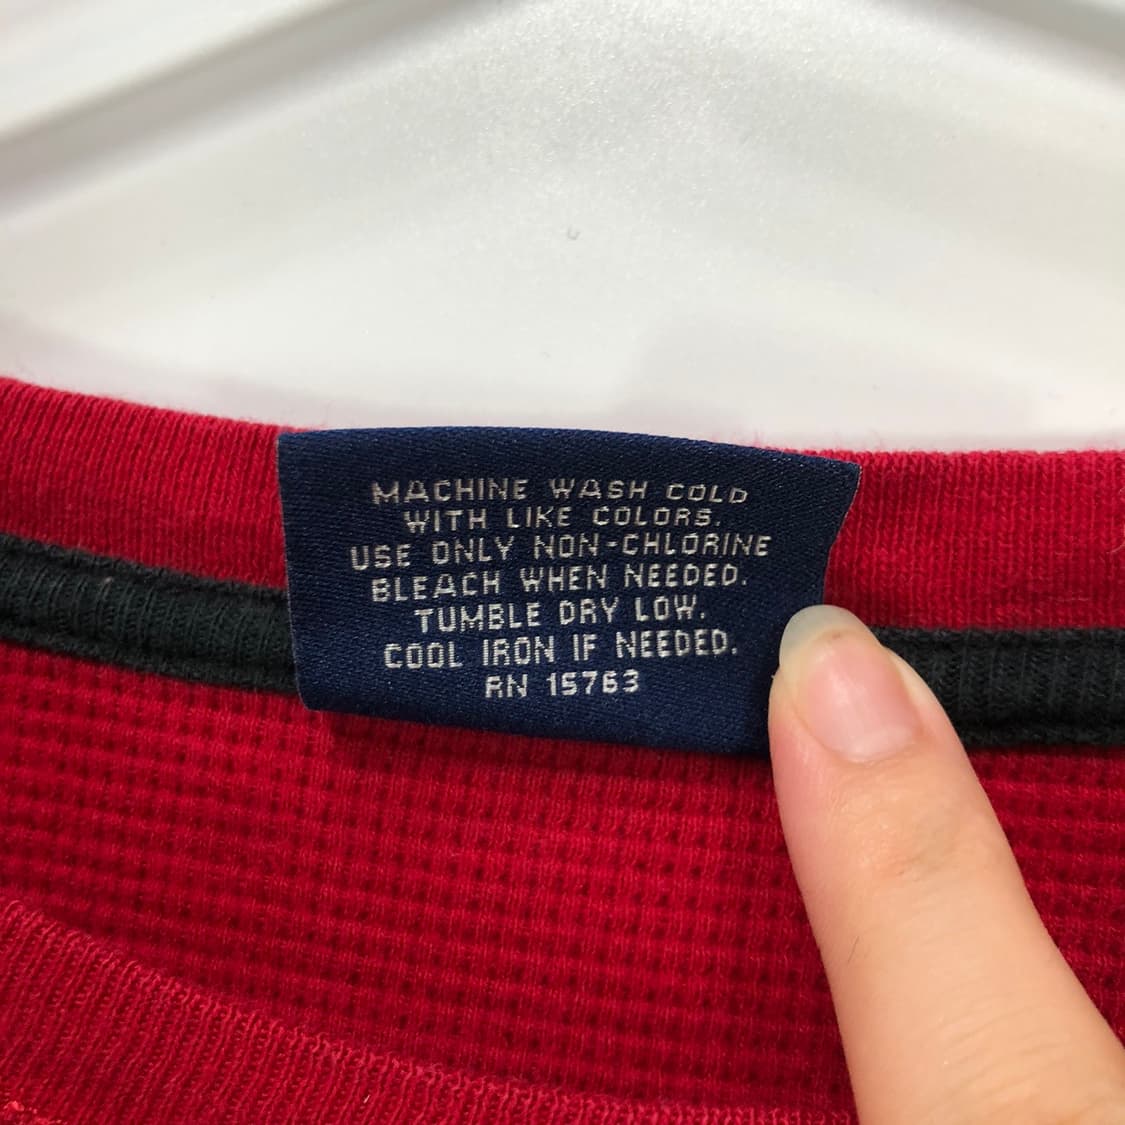 MACHINE WASH COLD
WITH LIKE COLORS.
USE ONLY NON-CHLORINE
BLEACH WHEN NEEDED.
TUMBLE DRY LOW.
COOL IRON IF NEEDED.
RN 15763